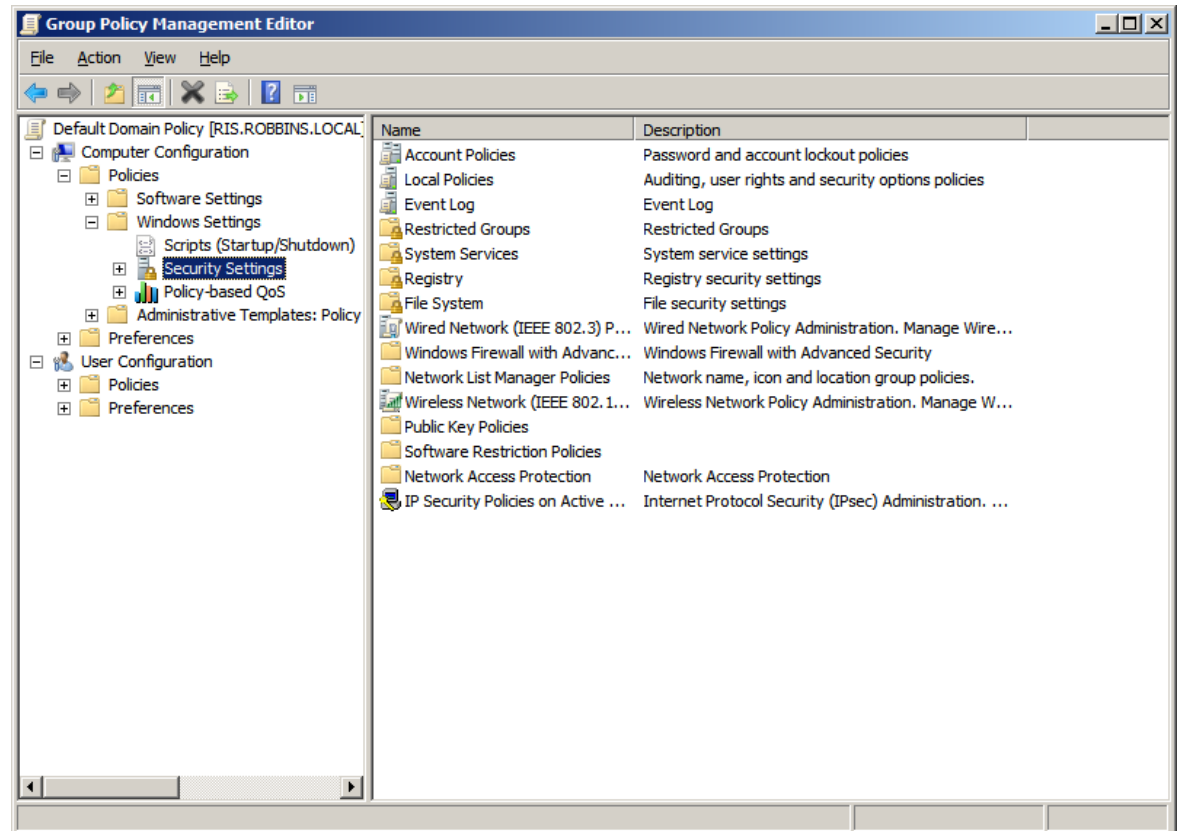 Group Policy Management Editor
File Action View Help
Default Domain Policy [RIS.ROBBINS.LOCAL]
Computer Configuration
Policies
Software Settings
Windows Settings
Scripts (Startup/Shutdown)
Security Settings
Policy-based QoS
Administrative Templates: Policy
Preferences
User Configuration
Policies
Preferences
Name Description
Account Policies Password and account lockout policies
Local Policies Auditing, user rights and security options policies
Event Log Event Log
Restricted Groups Restricted Groups
System Services System service settings
Registry Registry security settings
File System File security settings
Wired Network (IEEE 802.3) P... Wired Network Policy Administration. Manage Wire...
Windows Firewall with Advanc... Windows Firewall with Advanced Security
Network List Manager Policies Network name, icon and location group policies.
Wireless Network (IEEE 802.1... Wireless Network Policy Administration. Manage W...
Public Key Policies
Software Restriction Policies
Network Access Protection Network Access Protection
IP Security Policies on Active ... Internet Protocol Security (IPsec) Administration. ...